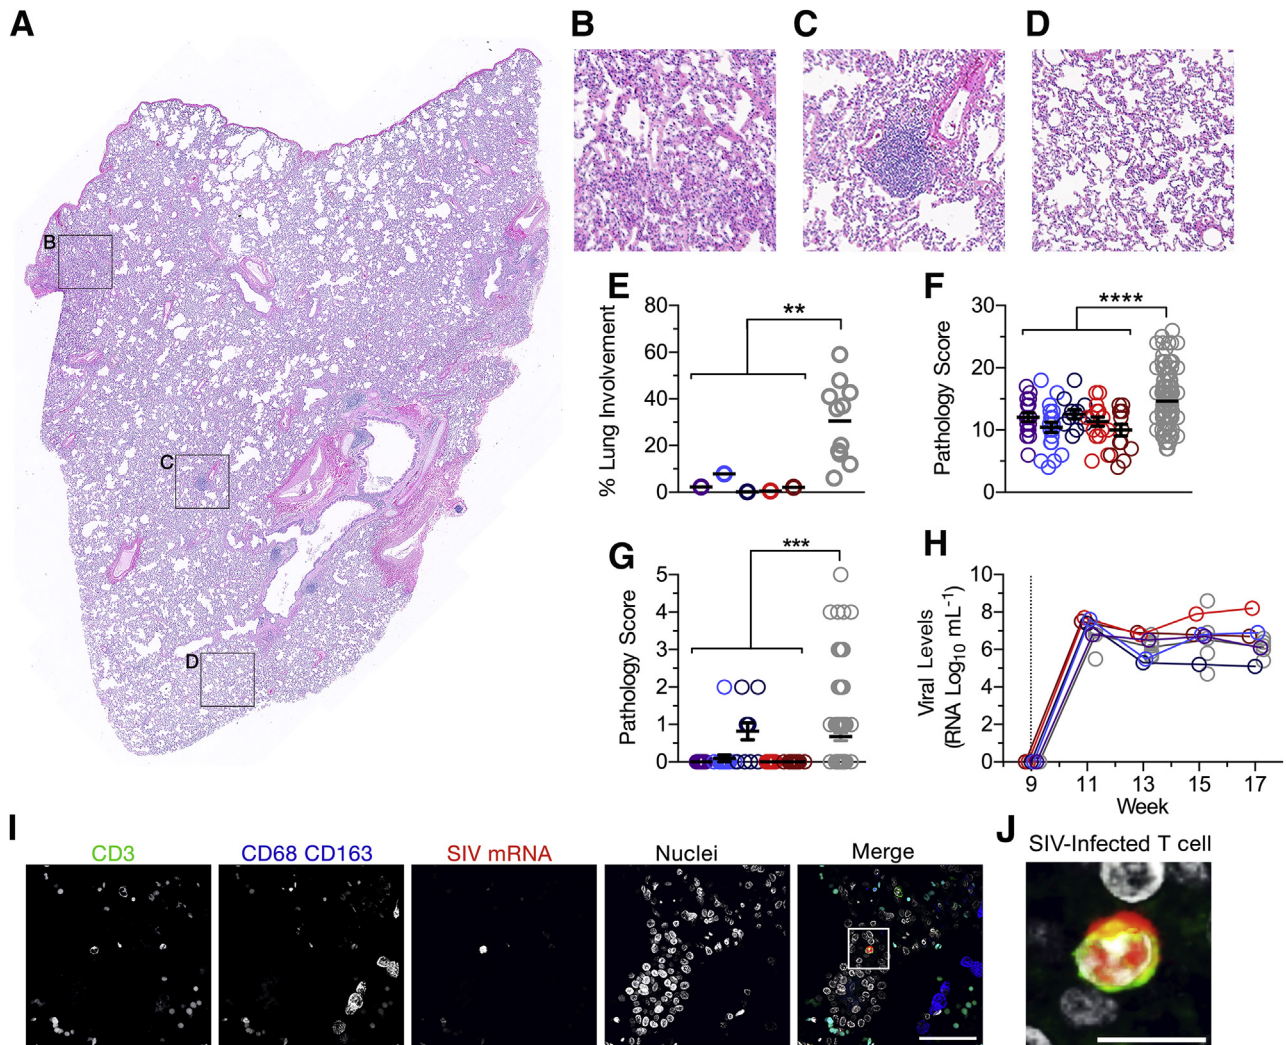 A
B
C
D
B
C
D
E
% Lung Involvement
80
60
40
20
0
**
F
Pathology Score
30
20
10
0
****
G
Pathology Score
5
4
3
2
1
0
***
H
Viral Levels
(RNA Log10 mL-1)
10
8
6
4
2
0
9 11 13 15 17
Week
I
CD3
CD68 CD163
SIV mRNA
Nuclei
Merge
J
SIV-Infected T cell